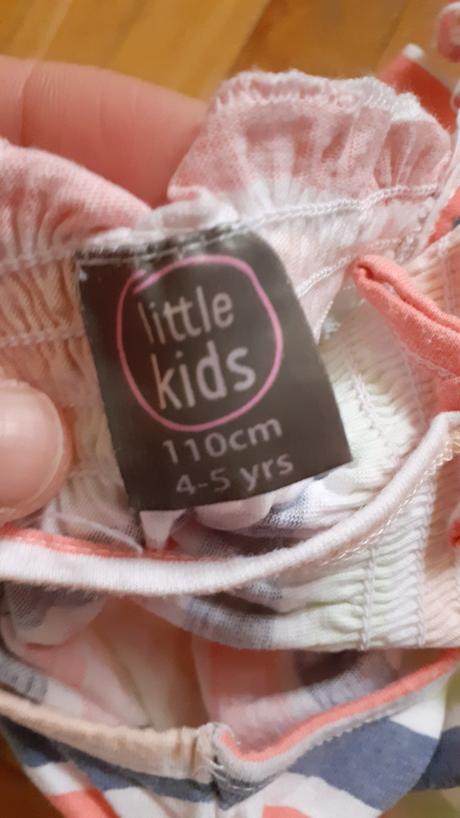 little
kids
110cm
4-5 yrs